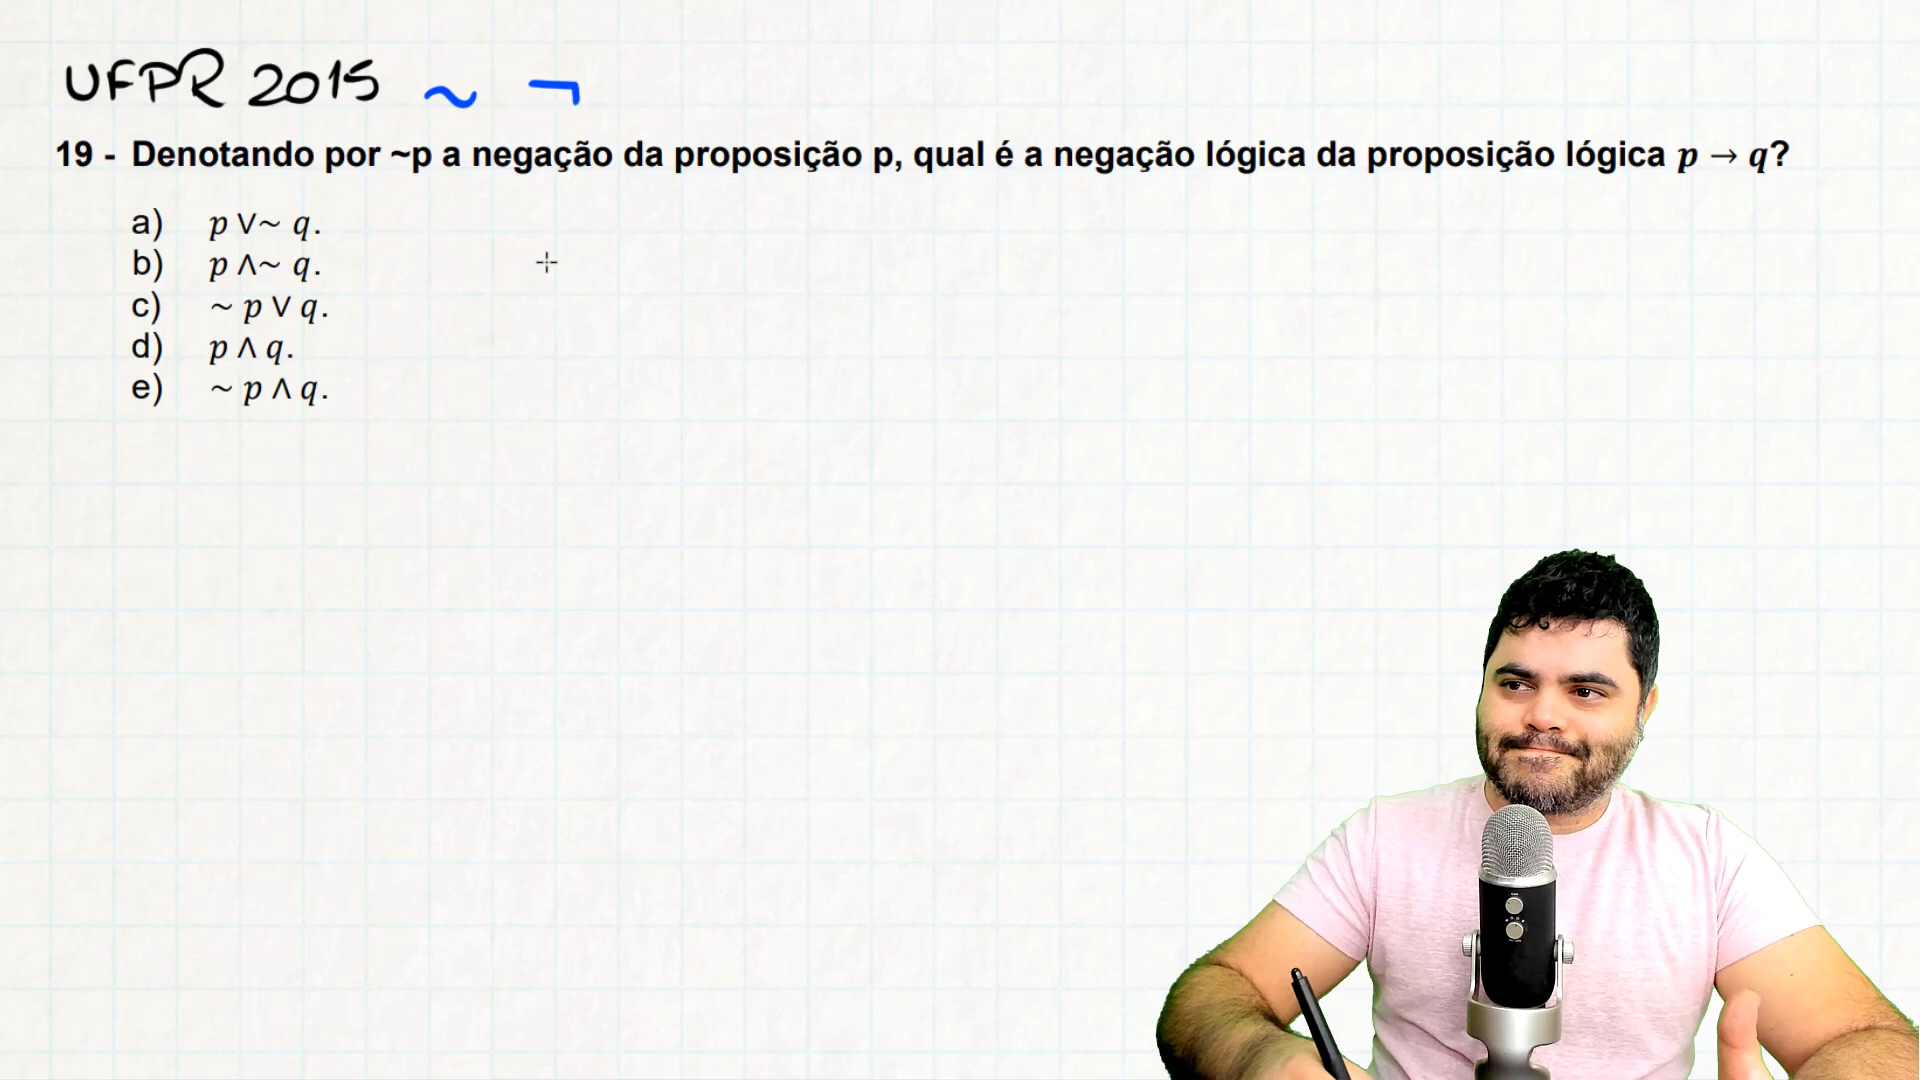 UFPR 2015 ~ ¬
19 - Denotando por ~p a negação da proposição p, qual é a negação lógica da proposição lógica p → q?
a) p ∨~ q.
b) p ∧~ q.
c) ~ p ∨ q.
d) p ∧ q.
e) ~ p ∧ q.